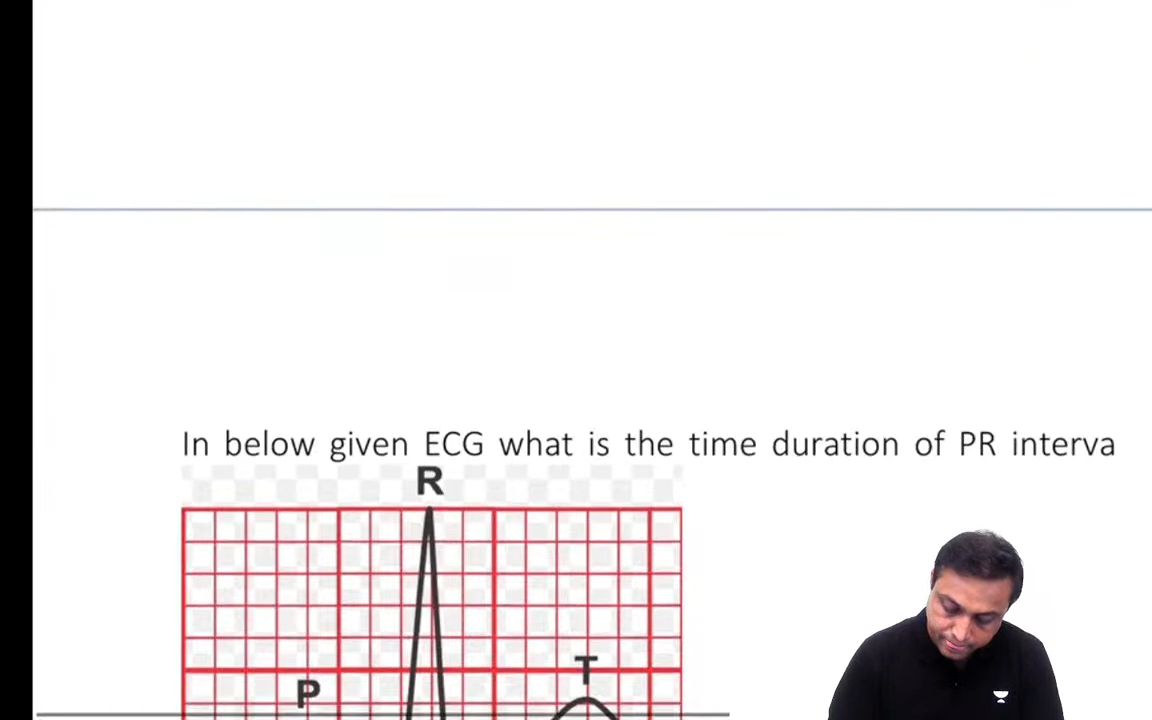 In below given ECG what is the time duration of PR interva
R
T
P